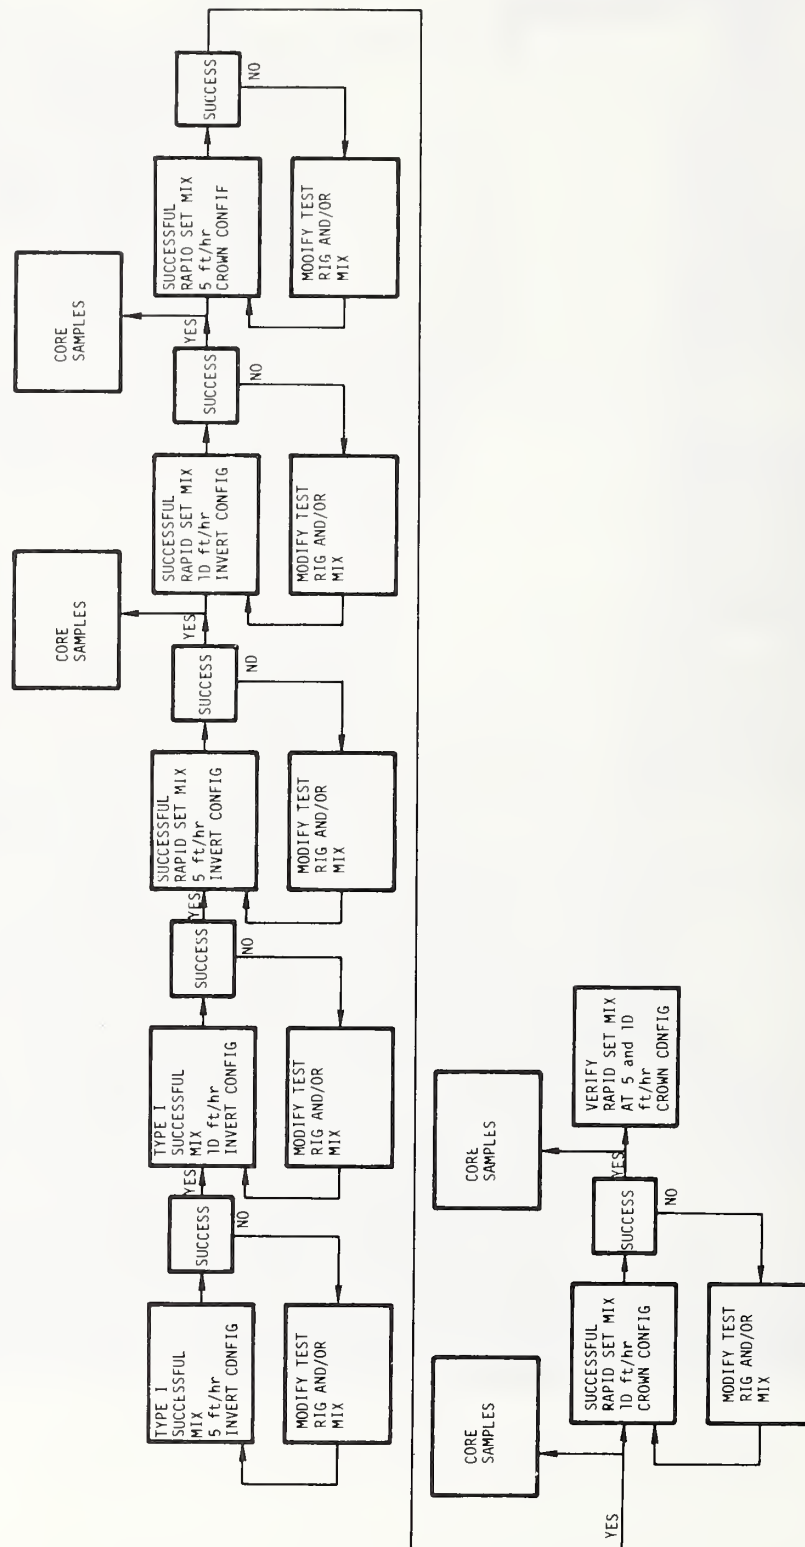 TYPE I
SUCCESSFUL
MIX
5 ft/hr
INVERT CDNFIG
SUCCESS
NO
MODIFY TEST
RIG AND/OR
MIX
YES
TYPE I
SUCCESSFUL
MIX
1D ft/hr
INVERT CONFIG
SUCCESS
NO
MODIFY TEST
RIG AND/OR
MIX
YES
SUCCESSFUL
RAPID SET MIX
5 ft/hr
INVERT CONFIG
SUCCESS
ND
MODIFY TEST
RIG AND/OR
MIX
YES
CORE
SAMPLES
SUCCESSFUL
RAPID SET MIX
1D ft/hr
INVERT CONFIG
SUCCESS
NO
MODIFY TEST
RIG AND/OR
MIX
YES
CORE
SAMPLES
SUCCESSFUL
RAPIO SET MIX
5 ft/hr
CROWN CONFIF
SUCCESS
NO
MODIFY TEST
RIG AND/OR
MIX
YES
CORE
SAMPLES
SUCCESSFUL
RAPID SET MIX
1D ft/hr
CROWN CONFIG
SUCCESS
NO
MODIFY TEST
RIG AND/OR
MIX
YES
CORE
SAMPLES
VERIFY
RAPID SET MIX
AT 5 and 1D
ft/hr
CROWN CDNFIG